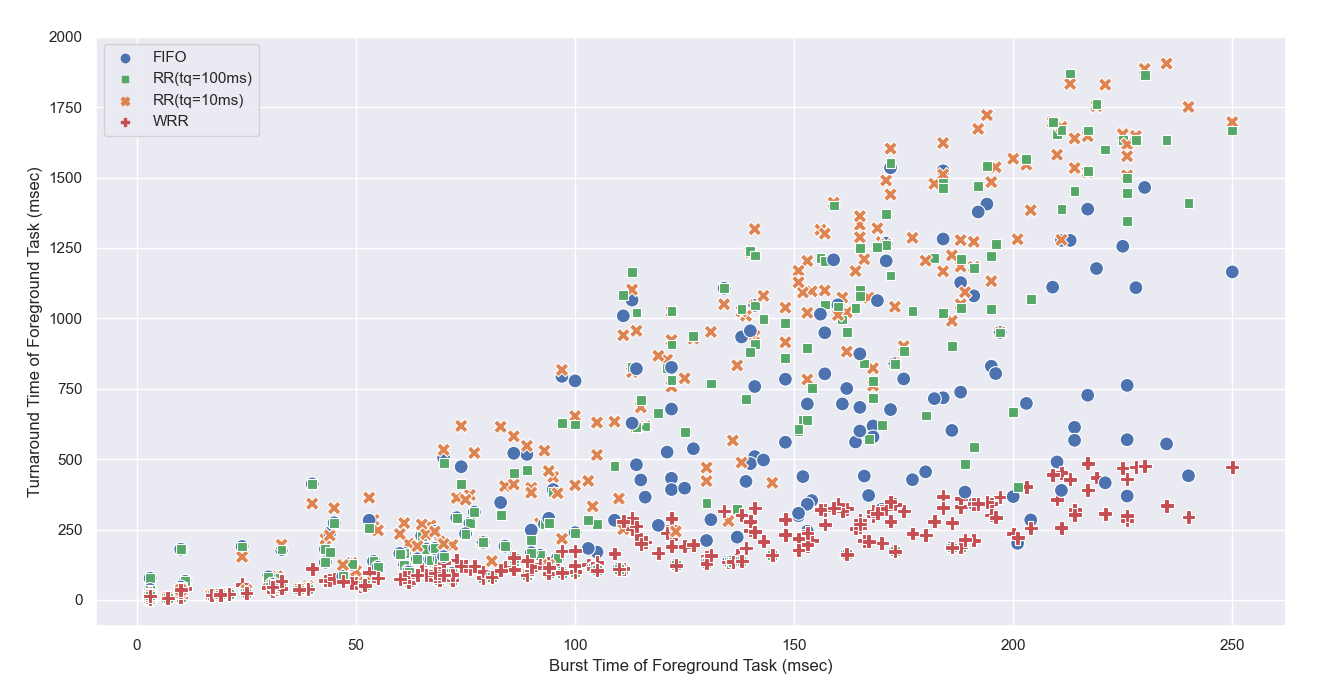 2000
1750
1500
1250
1000
750
500
250
0
Turnaround Time of Foreground Task (msec)
FIFO
RR(tq=100ms)
RR(tq=10ms)
WRR
0 50 100 150 200 250
Burst Time of Foreground Task (msec)